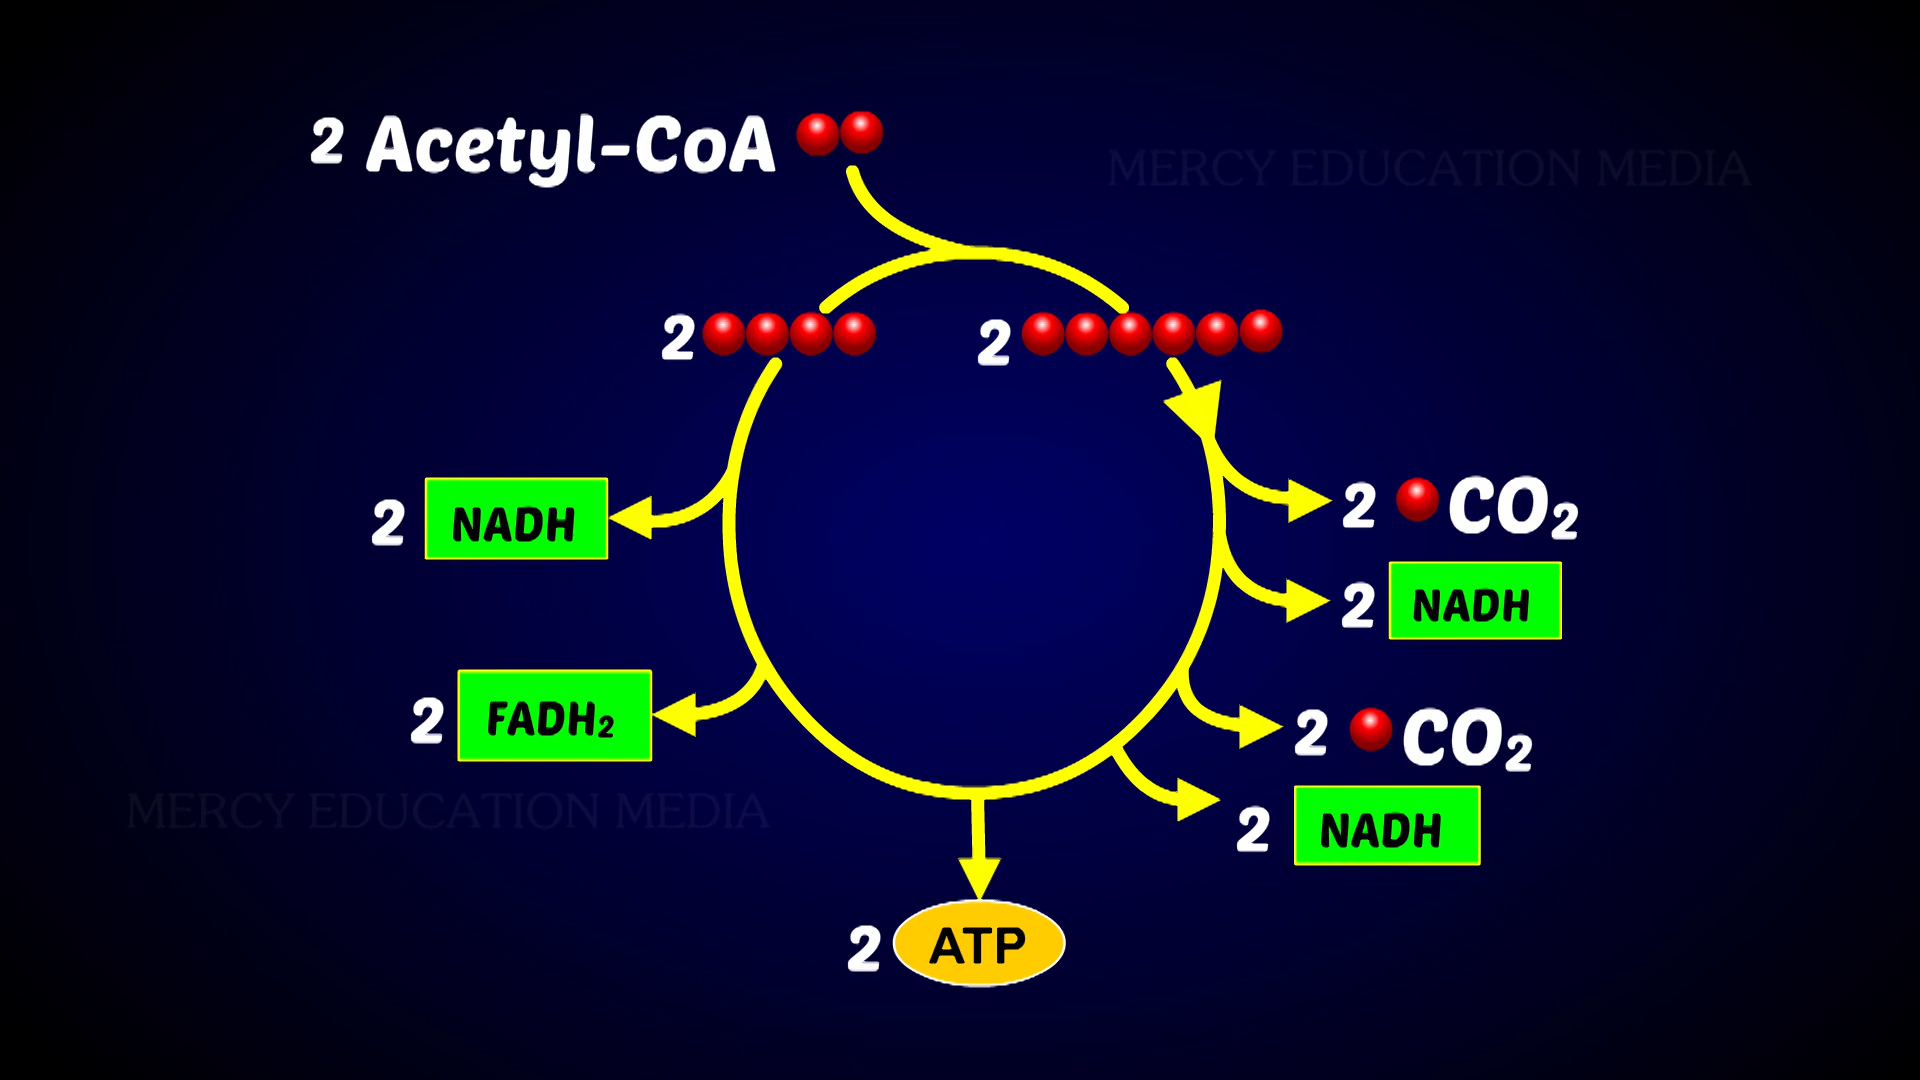 2 Acetyl-CoA
MERCY EDUCATION MEDIA
2
2
2 NADH
2 CO₂
2 NADH
2 FADH₂
2 CO₂
MERCY EDUCATION MEDIA
2 NADH
2 ATP